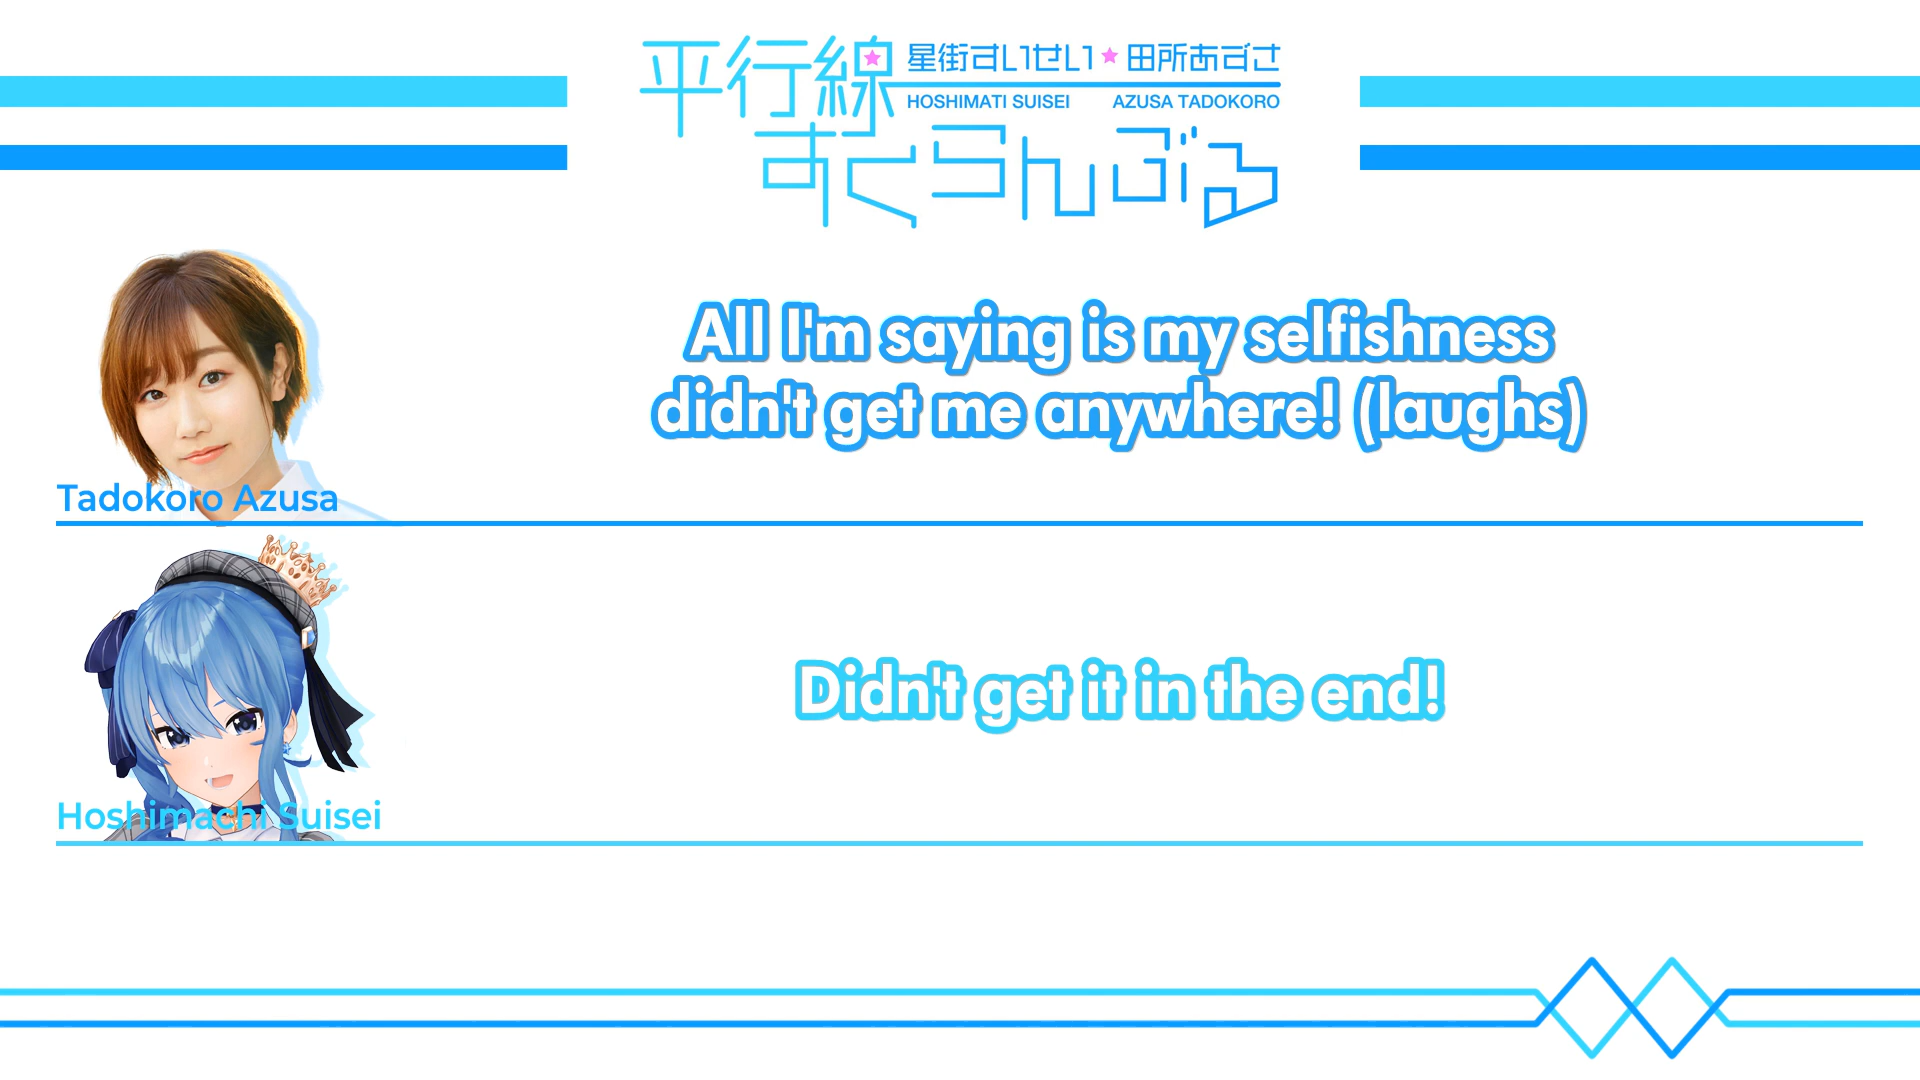 平行線
星街すいせい★田所あずさ
HOSHIMATI SUISEI AZUSA TADOKORO
すくらんぶる
All I'm saying is my selfishness
didn't get me anywhere! (laughs)
Tadokoro Azusa
Didn't get it in the end!
Hoshimachi Suisei